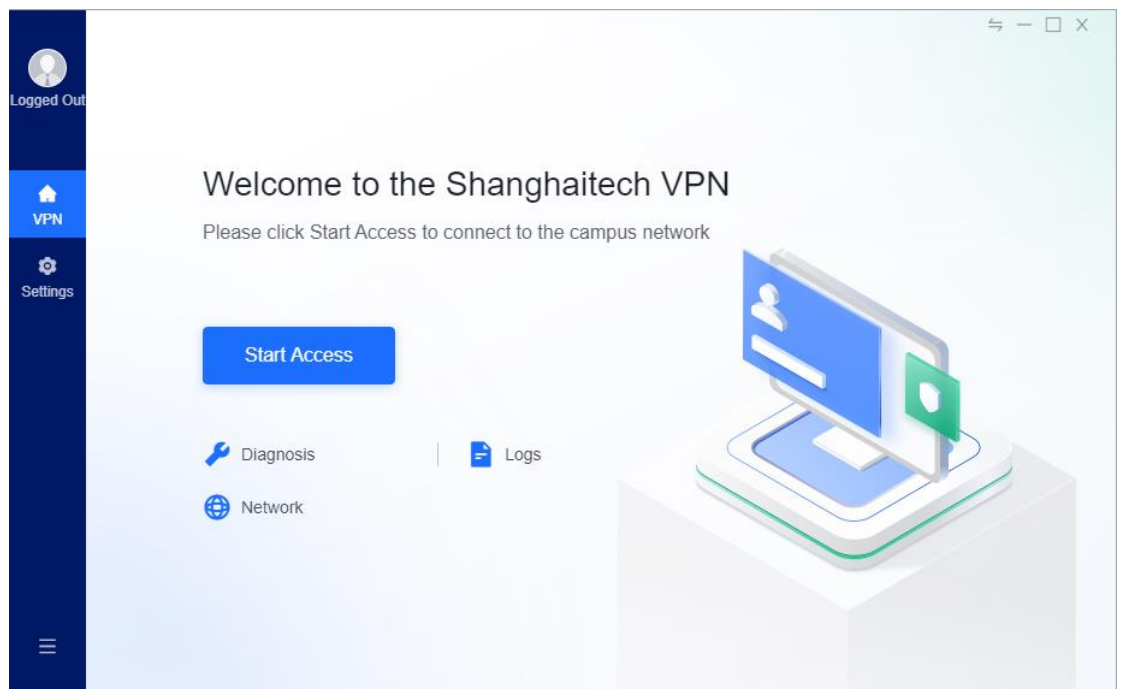 Logged Out
VPN
Settings
Welcome to the Shanghaitech VPN
Please click Start Access to connect to the campus network
Start Access
Diagnosis
Logs
Network